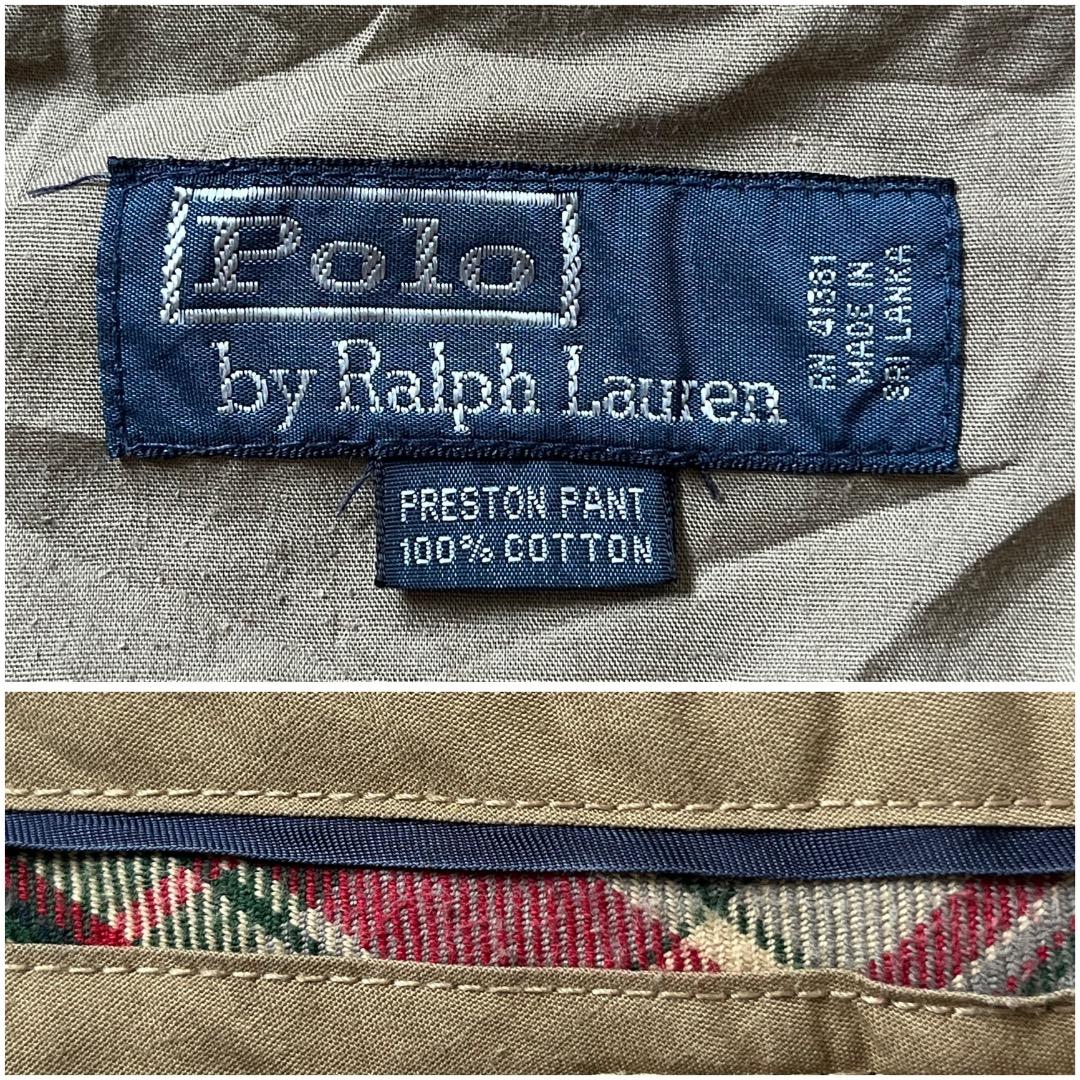 Polo
by Ralph Lauren
RN 41381
MADE IN
SRI LANKA
PRESTON PANT
100% COTTON